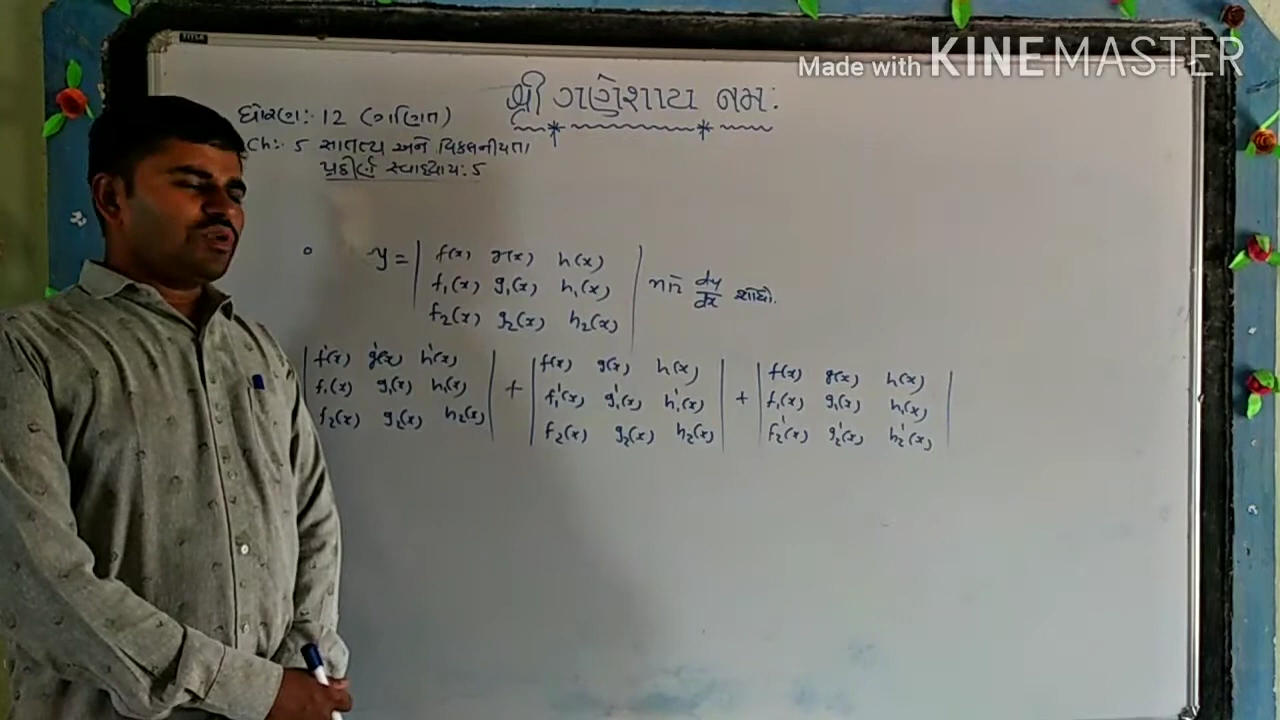 Made with KINEMASTER
શ્રી ગણેશાય નમ:
ધોરણ:- 12 (ગણિત)
Ch:- 5 સાતત્ય અને વિકલનીયતા
પ્રકીર્ણ સ્વાધ્યાય: 5
y = | f(x) g(x) h(x) |
| f₁(x) g₁(x) h₁(x) | માટે dy/dx શોધો.
| f₂(x) g₂(x) h₂(x) |
| f'(x) g'(x) h'(x) | + | f(x) g(x) h(x) | + | f(x) g(x) h(x) |
| f₁(x) g₁(x) h₁(x) | | f₁'(x) g₁'(x) h₁'(x) | | f₁(x) g₁(x) h₁(x) |
| f₂(x) g₂(x) h₂(x) | | f₂(x) g₂(x) h₂(x) | | f₂'(x) g₂'(x) h₂'(x) |